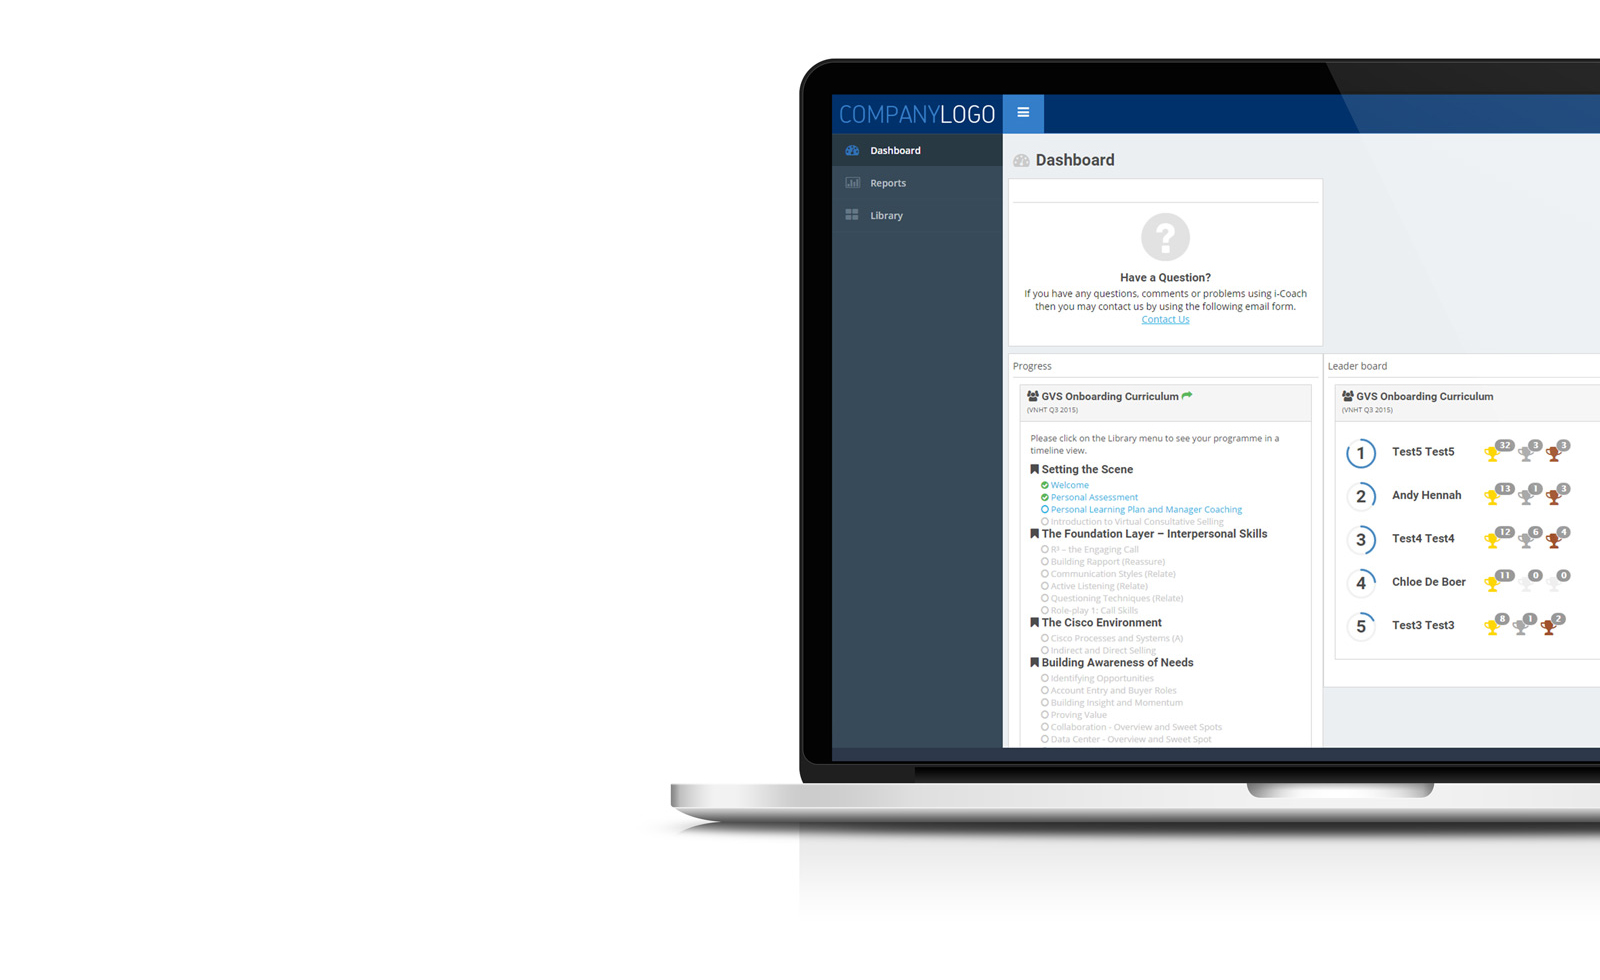 COMPANYLOGO
Dashboard
Reports
Library
Dashboard
?
Have a Question?
If you have any questions, comments or problems using i-Coach
then you may contact us by using the following email form.
Contact Us
Progress
GVS Onboarding Curriculum
(VNHT Q3 2015)
Please click on the Library menu to see your programme in a
timeline view.
Setting the Scene
Welcome
Personal Assessment
Personal Learning Plan and Manager Coaching
Introduction to Virtual Consultative Selling
The Foundation Layer – Interpersonal Skills
R³ – the Engaging Call
Building Rapport (Reassure)
Communication Styles (Relate)
Active Listening (Relate)
Questioning Techniques (Relate)
Role-play 1: Call Skills
The Cisco Environment
Cisco Processes and Systems (A)
Indirect and Direct Selling
Building Awareness of Needs
Identifying Opportunities
Account Entry and Buyer Roles
Building Insight and Momentum
Proving Value
Collaboration - Overview and Sweet Spots
Data Center - Overview and Sweet Spot
Leader board
GVS Onboarding Curriculum
(VNHT Q3 2015)
1 Test5 Test5 32 3 3
2 Andy Hennah 13 1 3
3 Test4 Test4 12 6 4
4 Chloe De Boer 11 0 0
5 Test3 Test3 8 1 2